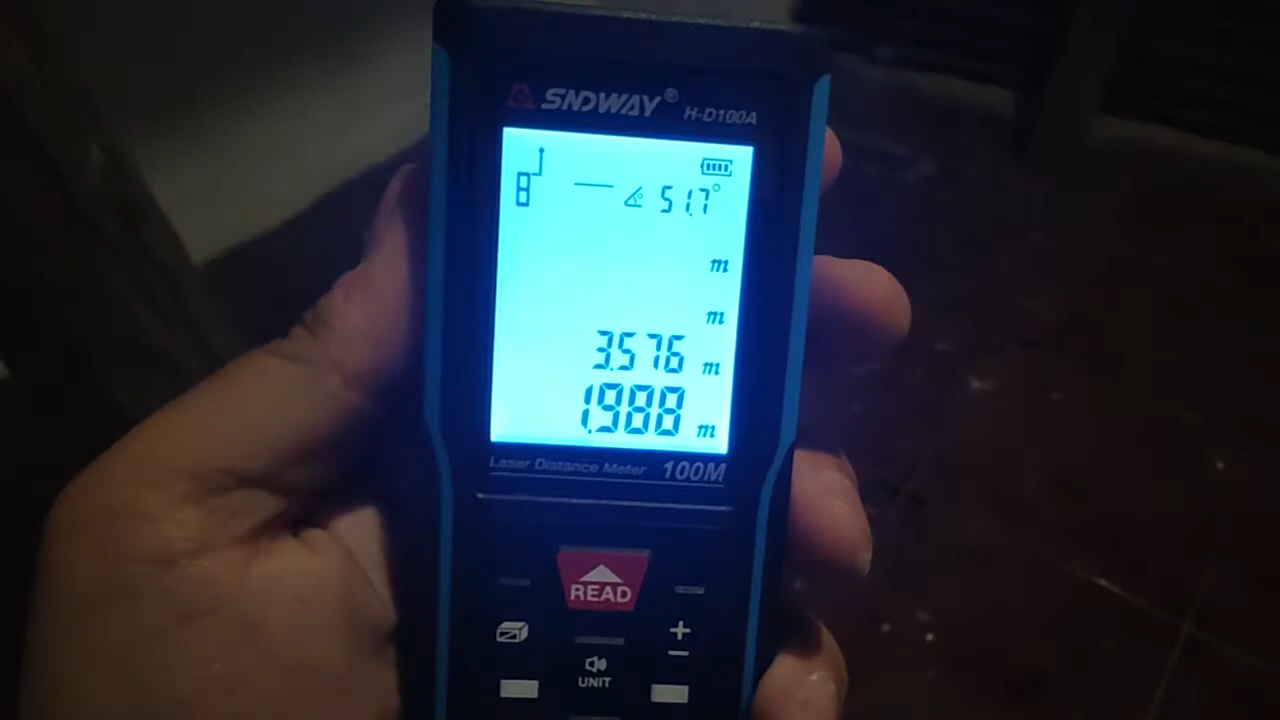 SNDWAY® H-D100A
51.7°
m
m
3.576 m
1.988 m
Laser Distance Meter 100M
READ
+
−
UNIT